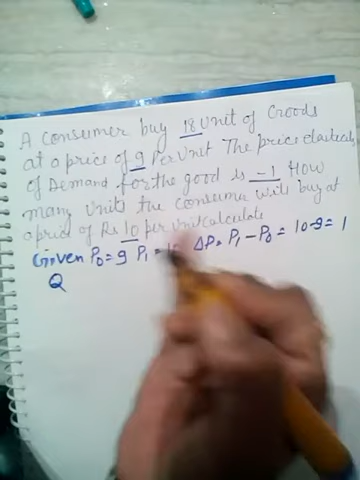 A Consumer buy 18 Unit of Goods
at a price of 9 Per Unit The price elasticity
of Demand for the good is -1 How
many Units the consumer will buy at
a price of Rs 10 per Unit calculate
Given P₀ = 9 P₁ = ΔP = P₁ - P₀ = 10-9 = 1
Q